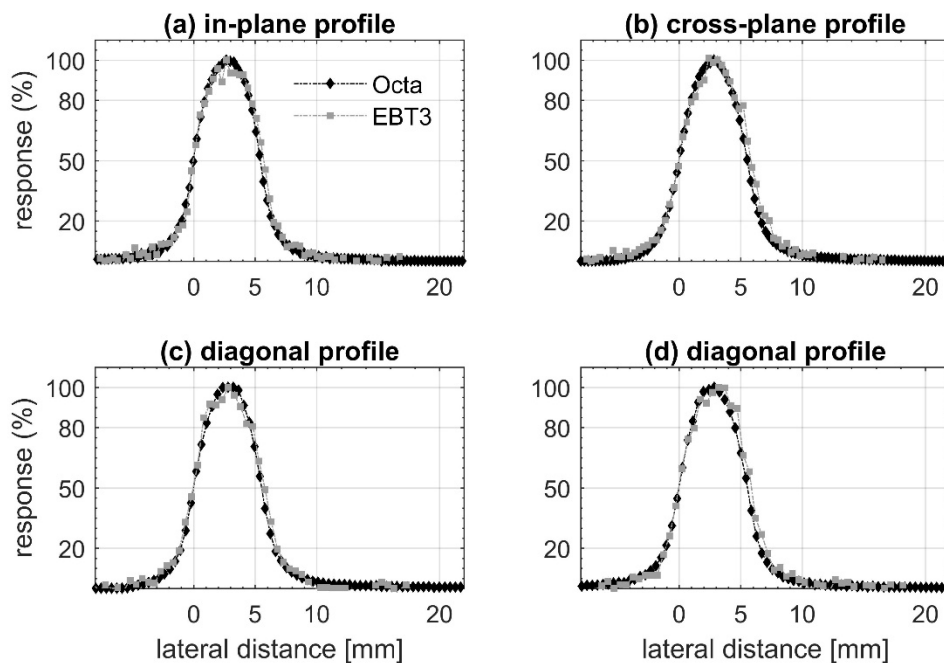 (a) in-plane profile
(b) cross-plane profile
response (%)
100
80
50
20
Octa
EBT3
0 5 10 20
100
80
50
20
0 5 10 20
(c) diagonal profile
(d) diagonal profile
response (%)
100
80
50
20
0 5 10 20
lateral distance [mm]
100
80
50
20
0 5 10 20
lateral distance [mm]